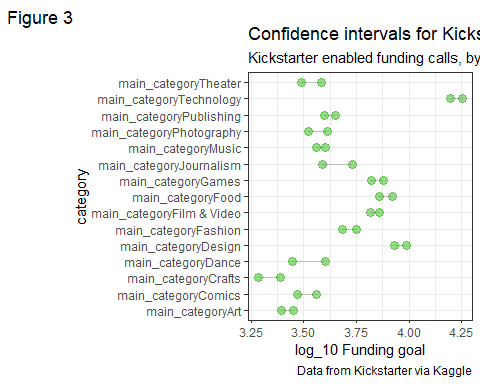 Figure 3
Confidence intervals for Kicks
Kickstarter enabled funding calls, by
category
main_categoryTheater
main_categoryTechnology
main_categoryPublishing
main_categoryPhotography
main_categoryMusic
main_categoryJournalism
main_categoryGames
main_categoryFood
main_categoryFilm & Video
main_categoryFashion
main_categoryDesign
main_categoryDance
main_categoryCrafts
main_categoryComics
main_categoryArt
3.25 3.50 3.75 4.00 4.25
log_10 Funding goal
Data from Kickstarter via Kaggle